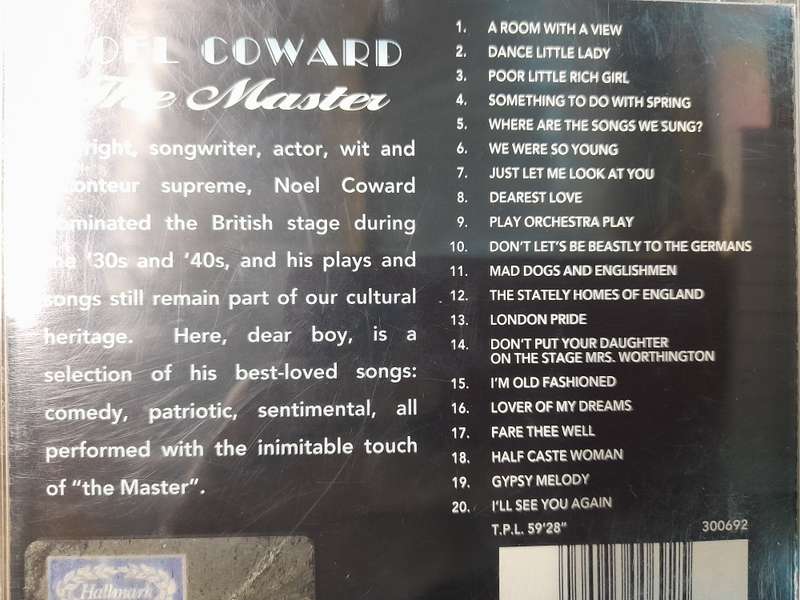 NOEL COWARD
The Master
songwriter, actor, wit and
supreme, Noel Coward
dominated the British stage during
the '30s and '40s, and his plays and
songs still remain part of our cultural
heritage. Here, dear boy, is a
selection of his best-loved songs:
comedy, patriotic, sentimental, all
performed with the inimitable touch
of "the Master".
1. A ROOM WITH A VIEW
2. DANCE LITTLE LADY
3. POOR LITTLE RICH GIRL
4. SOMETHING TO DO WITH SPRING
5. WHERE ARE THE SONGS WE SUNG?
6. WE WERE SO YOUNG
7. JUST LET ME LOOK AT YOU
8. DEAREST LOVE
9. PLAY ORCHESTRA PLAY
10. DON'T LET'S BE BEASTLY TO THE GERMANS
11. MAD DOGS AND ENGLISHMEN
12. THE STATELY HOMES OF ENGLAND
13. LONDON PRIDE
14. DON'T PUT YOUR DAUGHTER
ON THE STAGE MRS. WORTHINGTON
15. I'M OLD FASHIONED
16. LOVER OF MY DREAMS
17. FARE THEE WELL
18. HALF CASTE WOMAN
19. GYPSY MELODY
20. I'LL SEE YOU AGAIN
T.P.L. 59'28"
300692
Hallmark